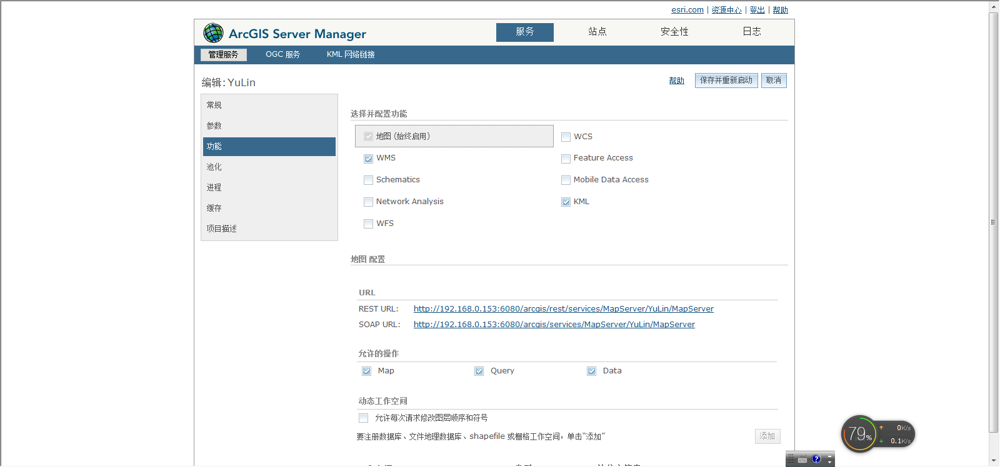 esri.com | 资源中心 | 登出 | 帮助
ArcGIS Server Manager
服务 站点 安全性 日志
管理服务 OGC 服务 KML 网络链接
编辑: YuLin
帮助 保存并重新启动 取消
常规
参数
功能
池化
进程
缓存
项目描述
选择并配置功能
地图 (始终启用) WCS
WMS Feature Access
Schematics Mobile Data Access
Network Analysis KML
WFS
地图 配置
URL
REST URL: http://192.168.0.153:6080/arcgis/rest/services/MapServer/YuLin/MapServer
SOAP URL: http://192.168.0.153:6080/arcgis/services/MapServer/YuLin/MapServer
允许的操作
Map Query Data
动态工作空间
允许每次请求修改图层顺序和符号
要注册数据库、文件地理数据库、shapefile 或栅格工作空间，单击“添加”
添加
79%
0K/s
0.1K/s